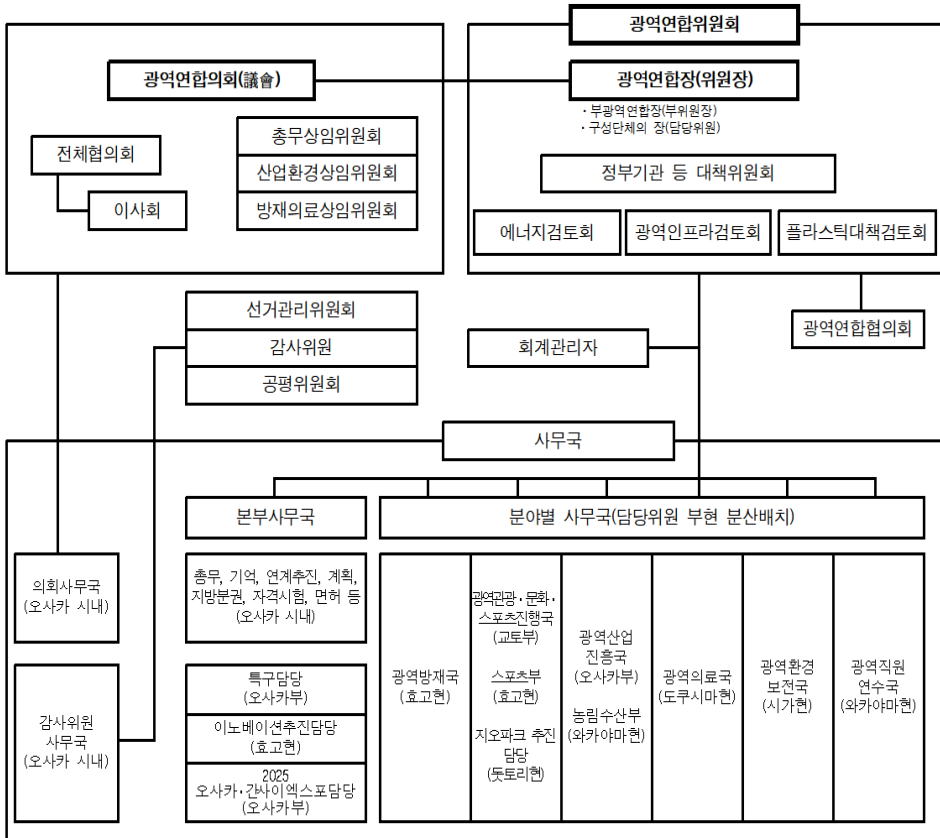 광역연합위원회
광역연합의회(議會)
광역연합장(위원장)
・부광역연합장(부위원장)
・구성단체의 장(담당위원)
전체협의회
이사회
총무상임위원회
산업환경상임위원회
방재의료상임위원회
정부기관 등 대책위원회
에너지검토회
광역인프라검토회
플라스틱대책검토회
선거관리위원회
감사위원
공평위원회
회계관리자
광역연합협의회
사무국
본부사무국
분야별 사무국(담당위원 부현 분산배치)
의회사무국
(오사카 시내)
총무, 기억, 연계추진, 계획,
지방분권, 자격시험, 면허 등
(오사카 시내)
감사위원
사무국
(오사카 시내)
특구담당
(오사카부)
이노베이션추진담당
(효고현)
2025
오사카・간사이엑스포담당
(오사카부)
광역방재국
(효고현)
광역관광・문화・
스포츠진행국
(교토부)
스포츠부
(효고현)
지오파크 추진
담당
(돗토리현)
광역산업
진흥국
(오사카부)
농림수산부
(와카야마현)
광역의료국
(도쿠시마현)
광역환경
보전국
(시가현)
광역직원
연수국
(와카야마현)